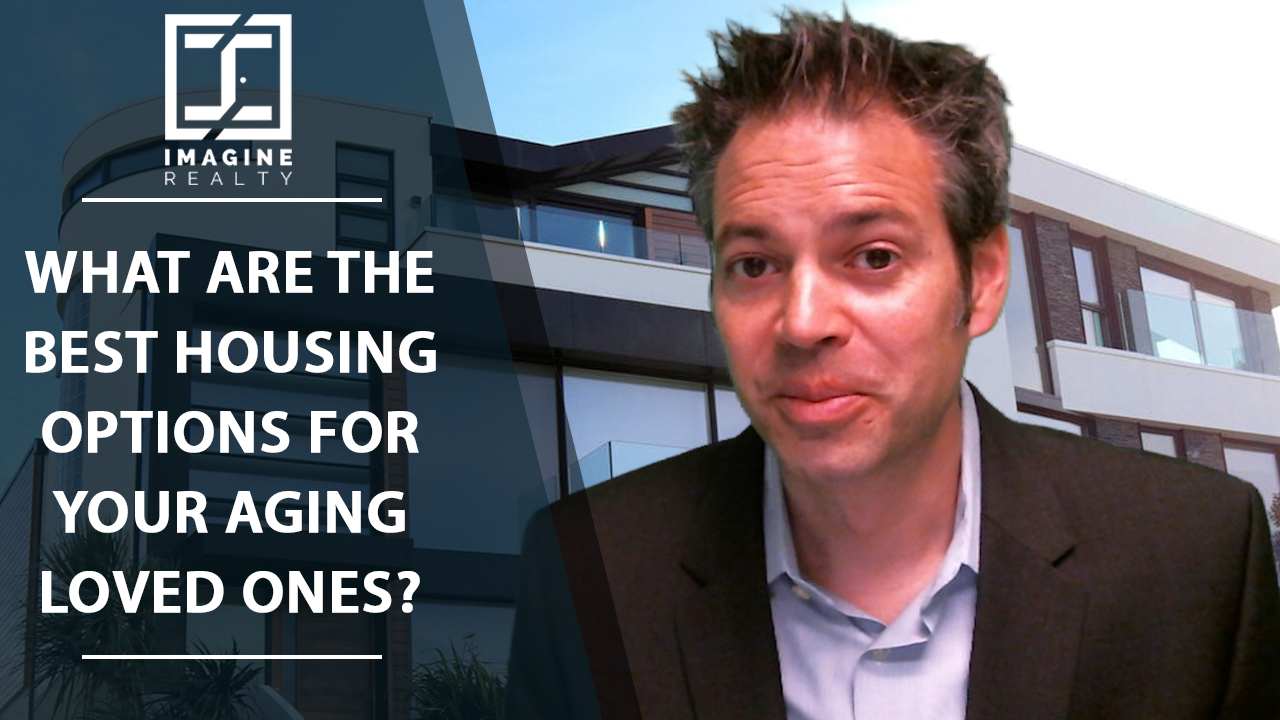 IMAGINE
REALTY
WHAT ARE THE
BEST HOUSING
OPTIONS FOR
YOUR AGING
LOVED ONES?